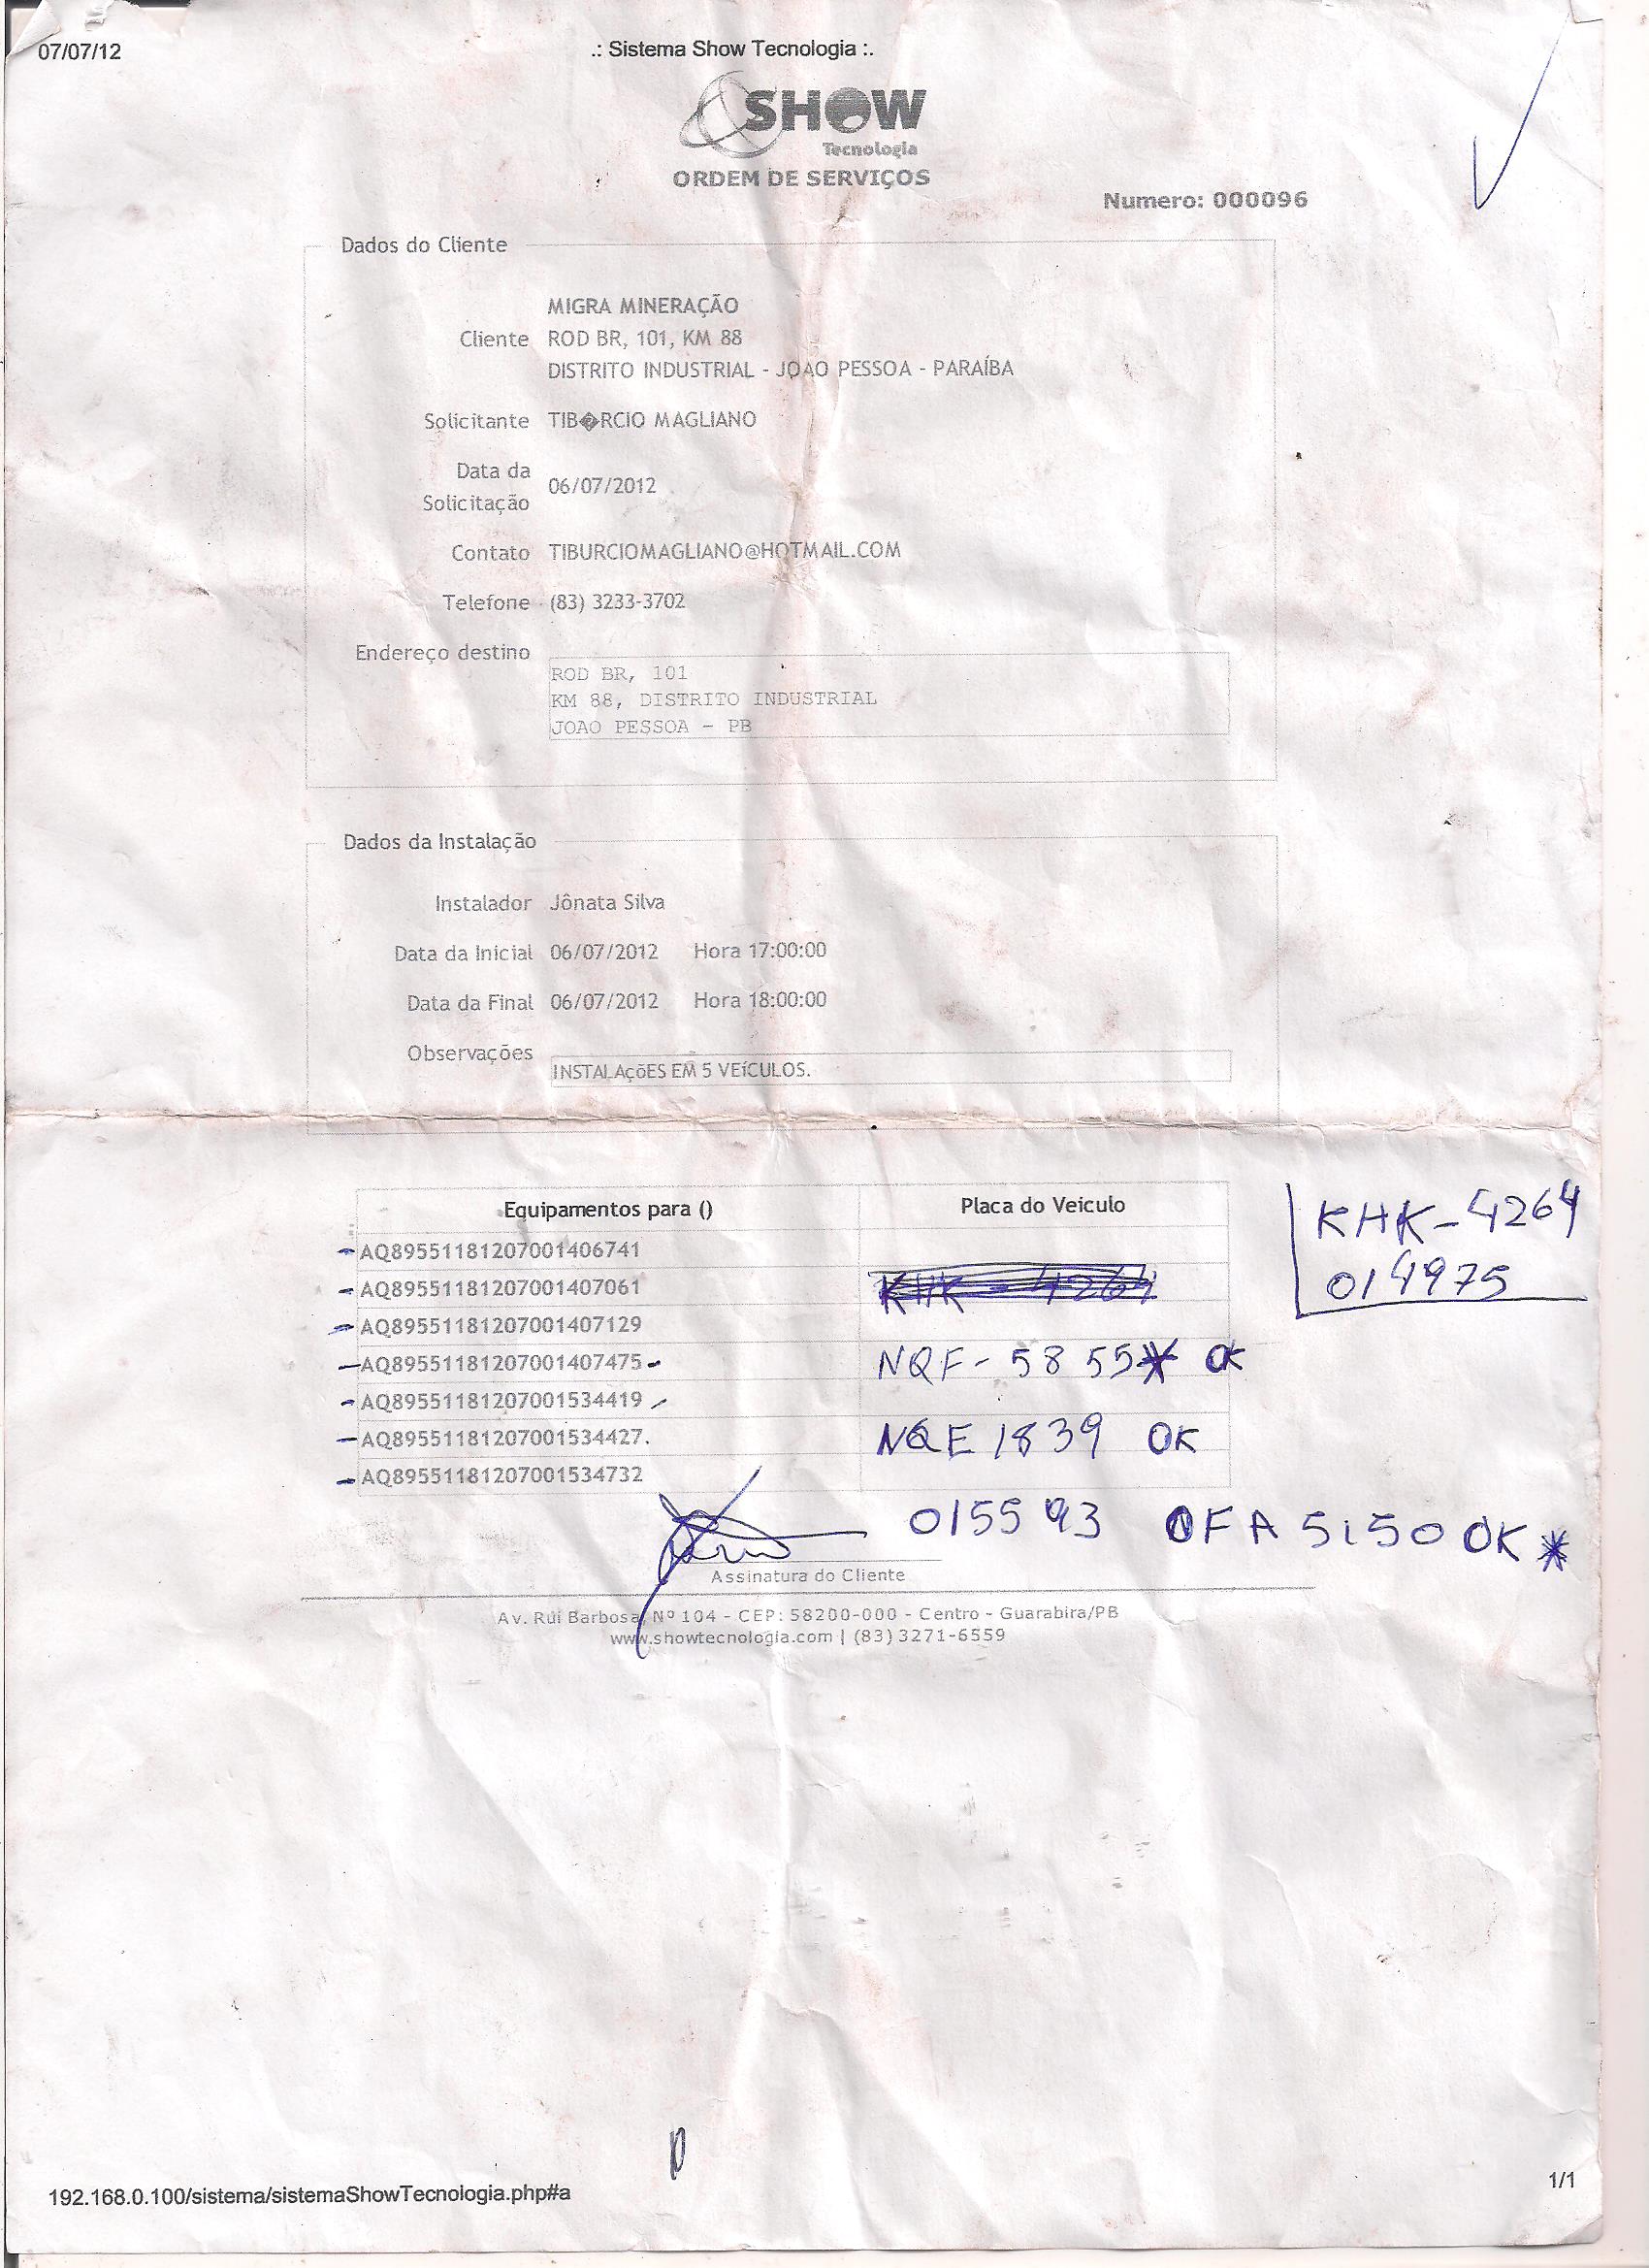 07/07/12
.: Sistema Show Tecnologia :.
SHOW
Tecnologia
ORDEM DE SERVIÇOS
Numero: 000096
Dados do Cliente
MIGRA MINERAÇÃO
Cliente ROD BR, 101, KM 88
DISTRITO INDUSTRIAL - JOAO PESSOA - PARAÍBA
Solicitante TIB�RCIO MAGLIANO
Data da Solicitação 06/07/2012
Contato TIBURCIOMAGLIANO@HOTMAIL.COM
Telefone (83) 3233-3702
Endereço destino
ROD BR, 101
KM 88, DISTRITO INDUSTRIAL
JOAO PESSOA - PB
Dados da Instalação
Instalador Jônata Silva
Data da Inicial 06/07/2012 Hora 17:00:00
Data da Final 06/07/2012 Hora 18:00:00
Observações
INSTALAçõES EM 5 VEíCULOS.
Equipamentos para () Placa do Veiculo
KHK-4264
014975
AQ89551181207001406741
AQ89551181207001407061 KHK-4264
AQ89551181207001407129
AQ89551181207001407475 NQF-5855* OK
AQ89551181207001534419
AQ89551181207001534427. NQE 1839 OK
AQ89551181207001534732
015593 OFA 5150 OK *
Assinatura do Cliente
Av. Rui Barbosa, Nº 104 - CEP: 58200-000 - Centro - Guarabira/PB
www.showtecnologia.com | (83) 3271-6559
192.168.0.100/sistema/sistemaShowTecnologia.php#a
1/1